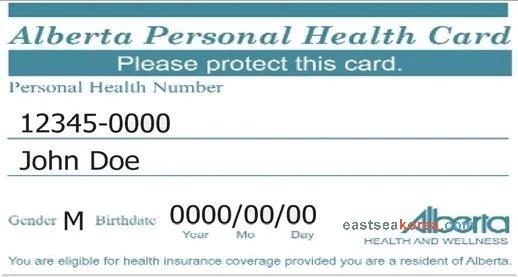 Alberta Personal Health Card
Please protect this card.
Personal Health Number
12345-0000
John Doe
Gender M Birthdate 0000/00/00
Year Mo Day
eastseakorea.com
Alberta
HEALTH AND WELLNESS
You are eligible for health insurance coverage provided you are a resident of Alberta.